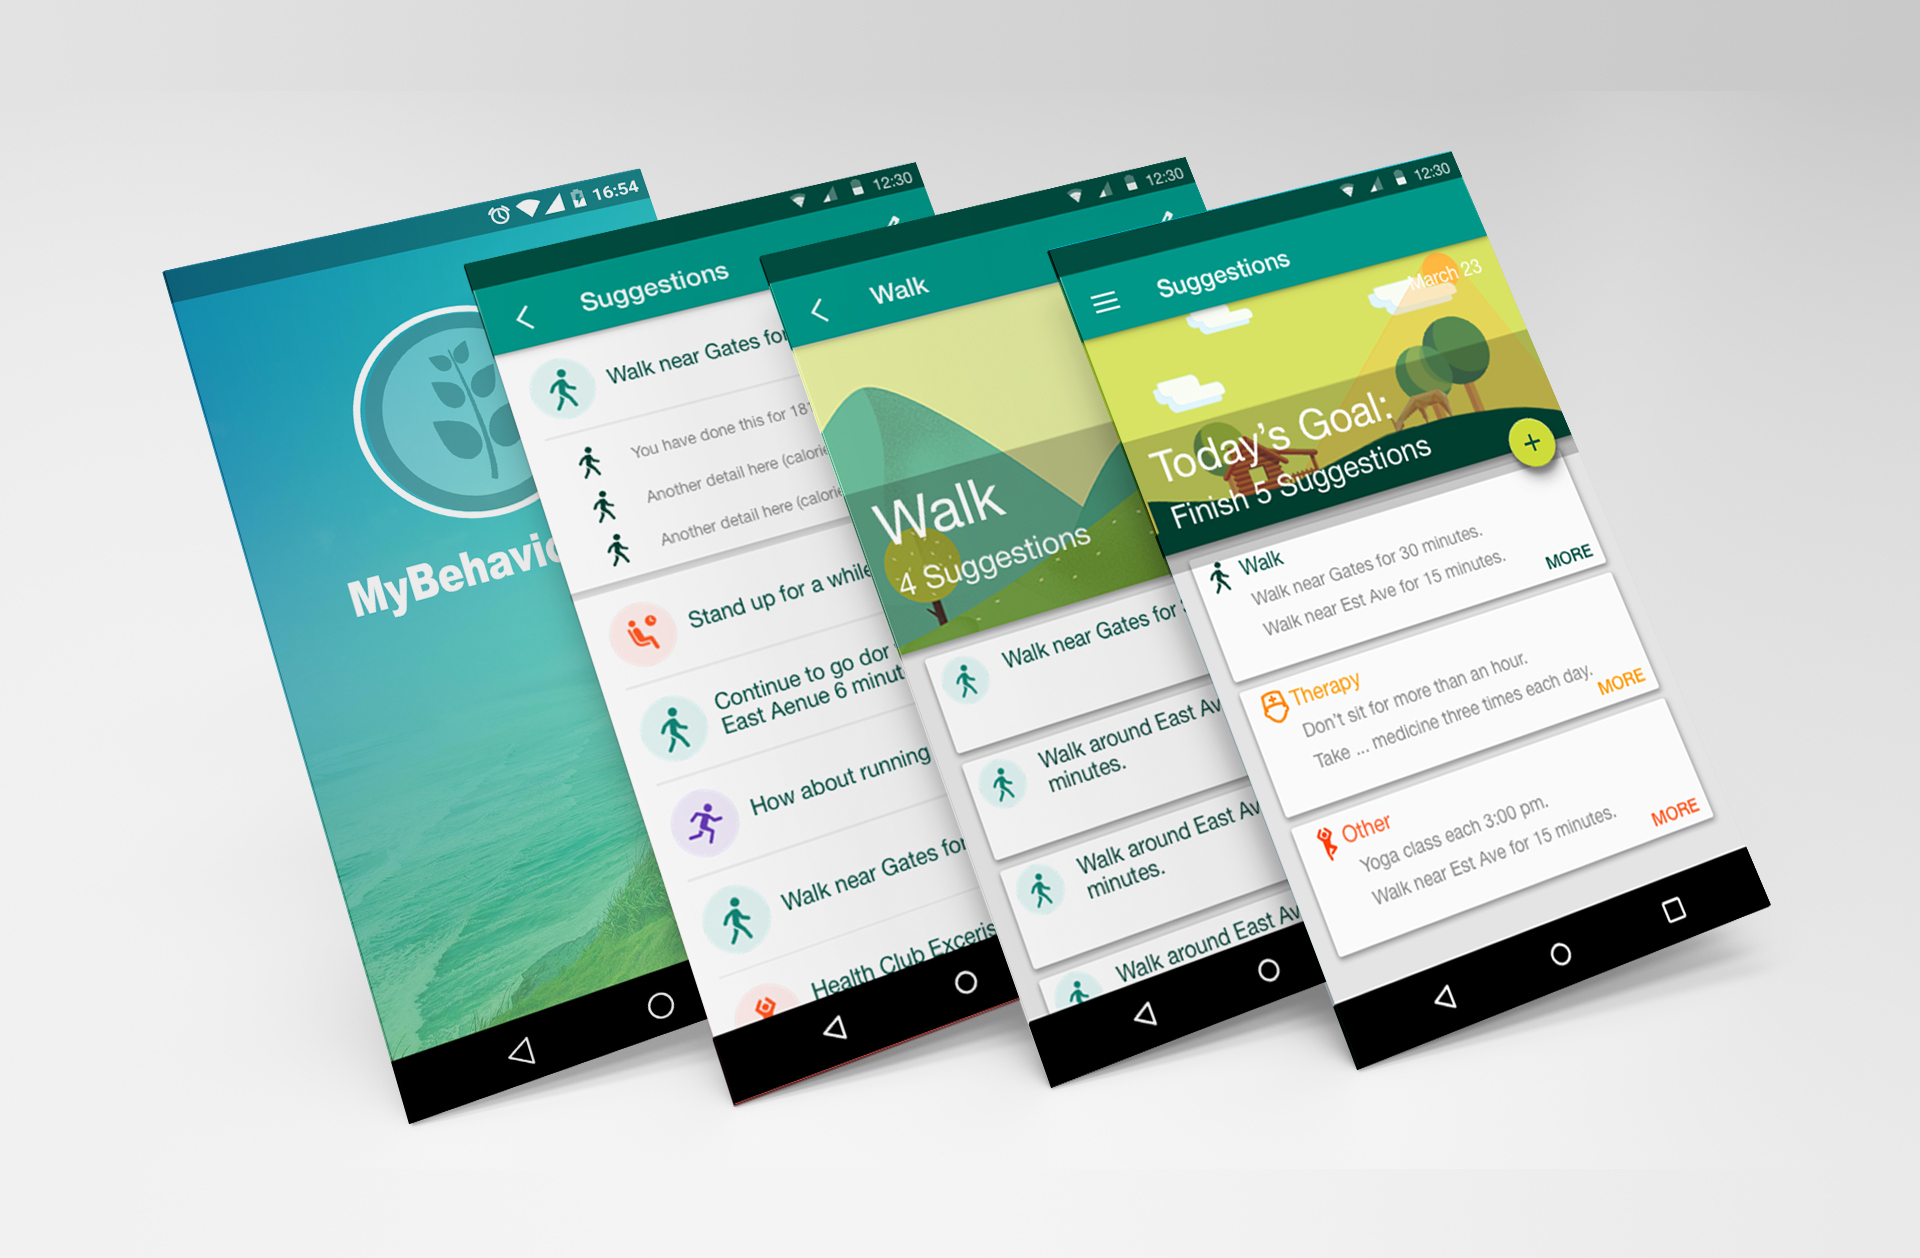 16:54
MyBehavio
12:30
Suggestions
Walk near Gates for
You have done this for 181
Another detail here (calorie
Another detail here (calorie
Stand up for a while
Continue to go dor
East Aenue 6 minut
How about running
Walk near Gates for
Health Club Exceris
12:30
Walk
Walk
4 Suggestions
Walk near Gates for
Walk around East Av
minutes.
Walk around East Av
minutes.
Walk around East Av
12:30
Suggestions
March 23
Today's Goal:
Finish 5 Suggestions
Walk
Walk near Gates for 30 minutes.
Walk near Est Ave for 15 minutes.
MORE
Therapy
Don't sit for more than an hour.
Take ... medicine three times each day.
MORE
Other
Yoga class each 3:00 pm.
Walk near Est Ave for 15 minutes.
MORE